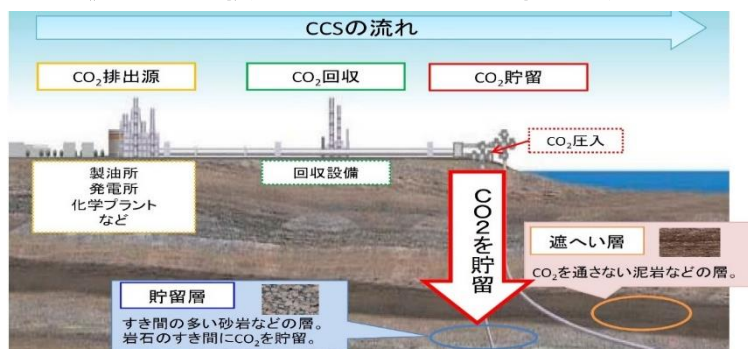 CCSの流れ
CO₂排出源
CO₂回収
CO₂貯留
CO₂圧入
製油所
発電所
化学プラント
など
回収設備
CO2を貯留
遮へい層
CO₂を通さない泥岩などの層。
貯留層
すき間の多い砂岩などの層。
岩石のすき間にCO₂を貯留。